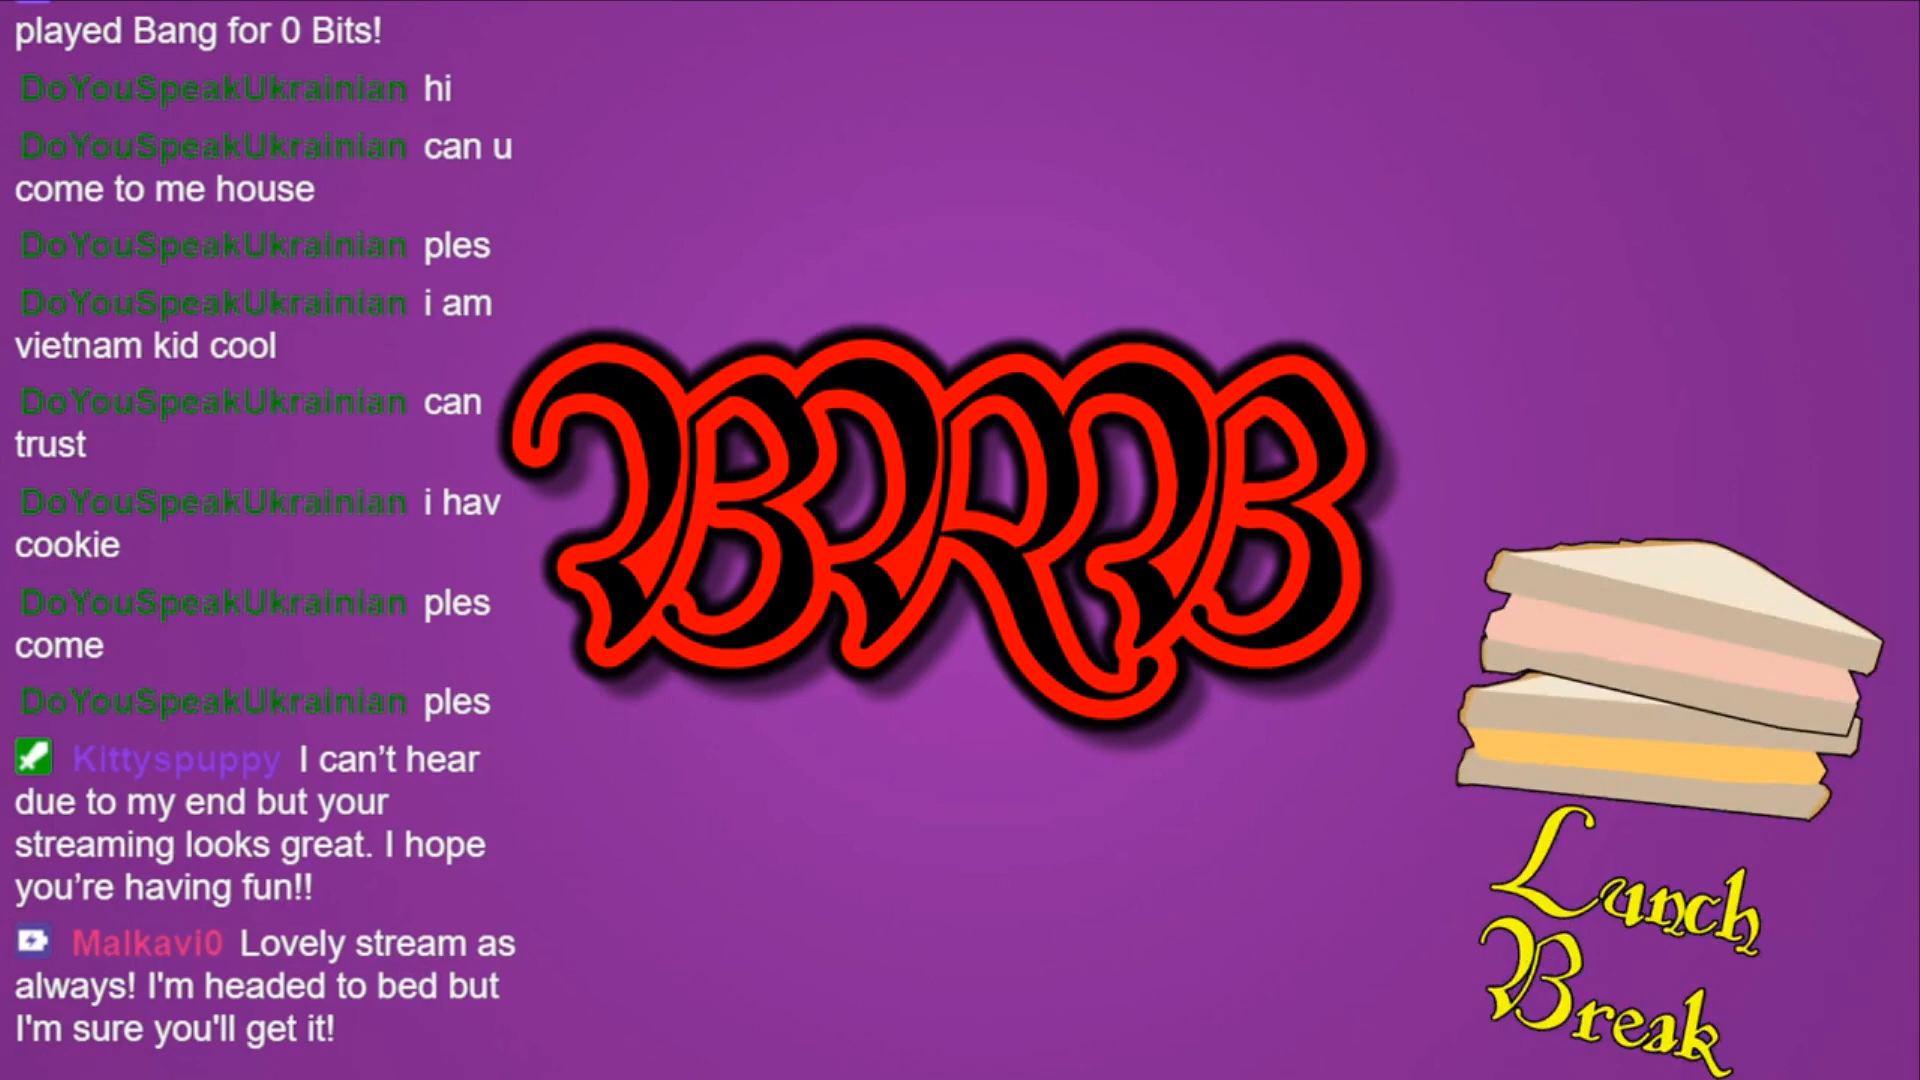 played Bang for 0 Bits!
DoYouSpeakUkrainian hi
DoYouSpeakUkrainian can u
come to me house
DoYouSpeakUkrainian ples
DoYouSpeakUkrainian i am
vietnam kid cool
DoYouSpeakUkrainian can
trust
DoYouSpeakUkrainian i hav
cookie
DoYouSpeakUkrainian ples
come
DoYouSpeakUkrainian ples
Kittyspuppy I can’t hear
due to my end but your
streaming looks great. I hope
you’re having fun!!
Malkavi0 Lovely stream as
always! I'm headed to bed but
I'm sure you'll get it!
BRB
Lunch
Break